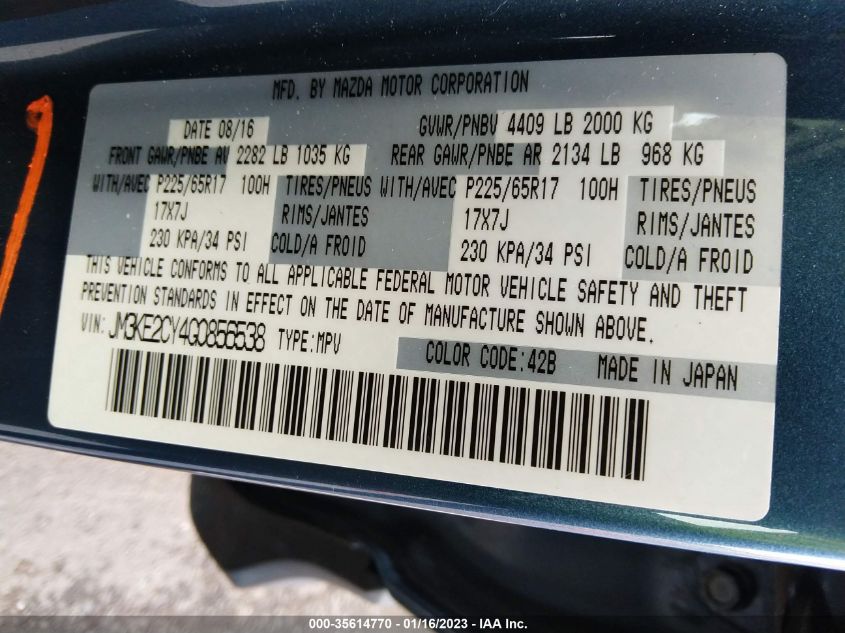 MFD. BY MAZDA MOTOR CORPORATION
DATE 08/16 GVWR/PNBV 4409 LB 2000 KG
FRONT GAWR/PNBE AV 2282 LB 1035 KG REAR GAWR/PNBE AR 2134 LB 968 KG
WITH/AVEC P225/65R17 100H TIRES/PNEUS WITH/AVEC P225/65R17 100H TIRES/PNEUS
17X7J RIMS/JANTES 17X7J RIMS/JANTES
230 KPA/34 PSI COLD/A FROID 230 KPA/34 PSI COLD/A FROID
THIS VEHICLE CONFORMS TO ALL APPLICABLE FEDERAL MOTOR VEHICLE SAFETY AND THEFT
PREVENTION STANDARDS IN EFFECT ON THE DATE OF MANUFACTURE SHOWN ABOVE.
VIN: JM3KE2CY4G0856538 TYPE:MPV
COLOR CODE:42B MADE IN JAPAN
000-35614770 - 01/16/2023 - IAA Inc.